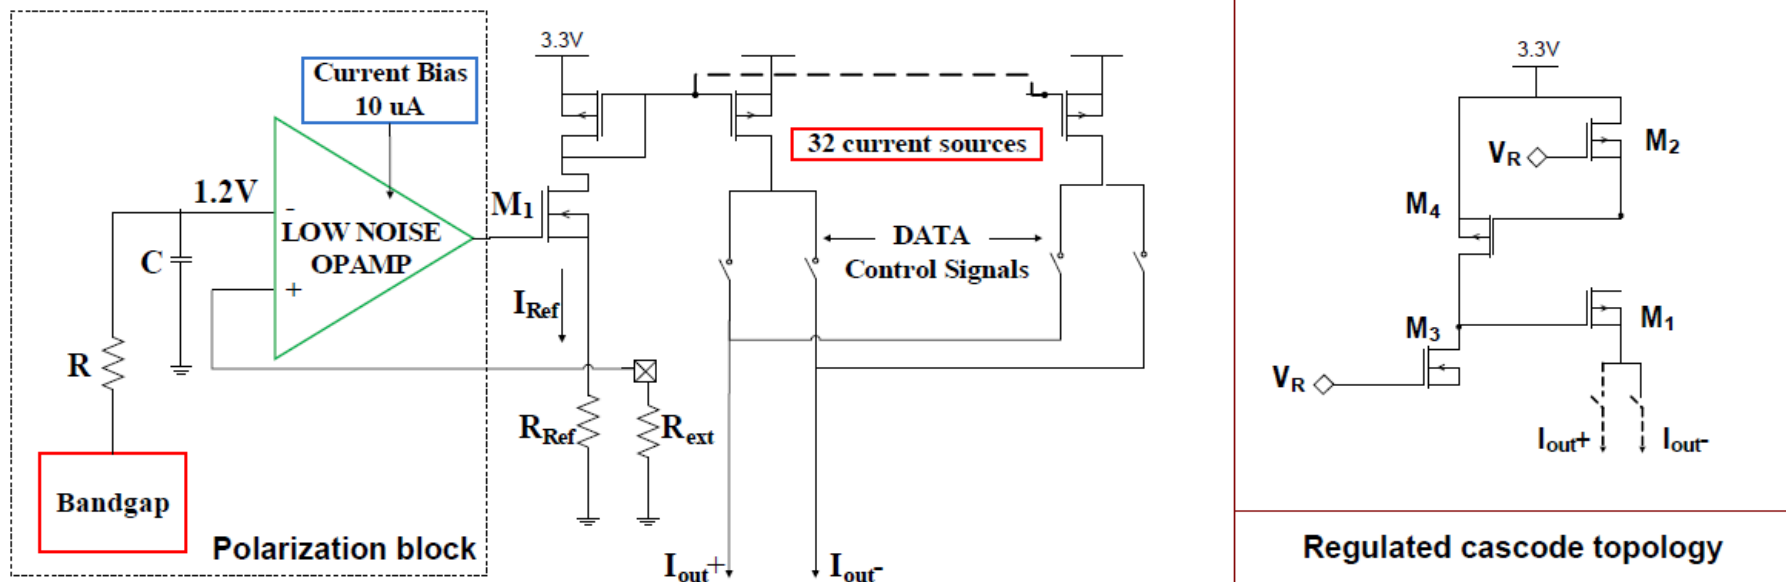 Current Bias
10 uA
1.2V
-
LOW NOISE
OPAMP
+
C
R
Bandgap
Polarization block
3.3V
M1
IRef
RRef
Rext
32 current sources
DATA
Control Signals
Iout+
Iout-
3.3V
VR
M2
M4
M3
M1
VR
Iout+
Iout-
Regulated cascode topology